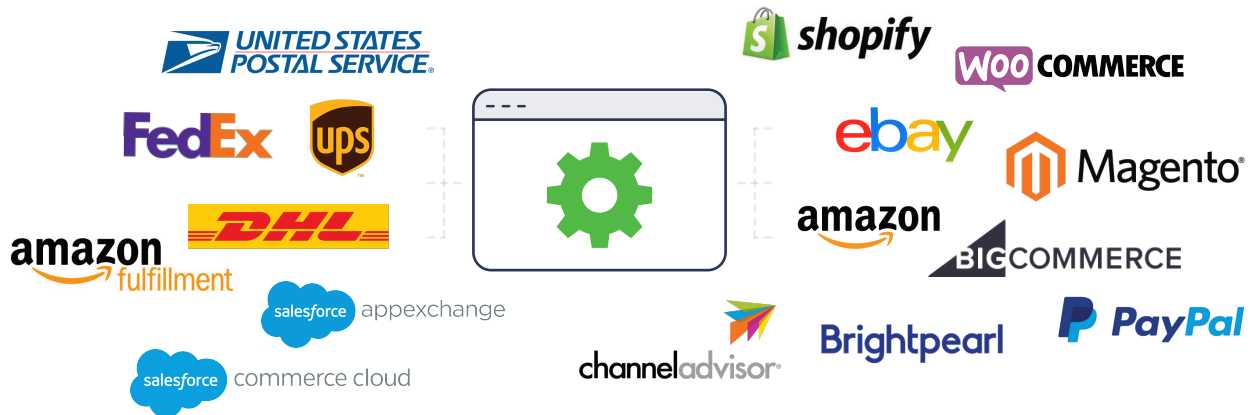 UNITED STATES
POSTAL SERVICE®
FedEx
ups
™
DHL
amazon
fulfillment
salesforce appexchange
salesforce commerce cloud
S shopify
WOO COMMERCE
ebay
Magento®
amazon
BIGCOMMERCE
channeladvisor®
Brightpearl
PayPal